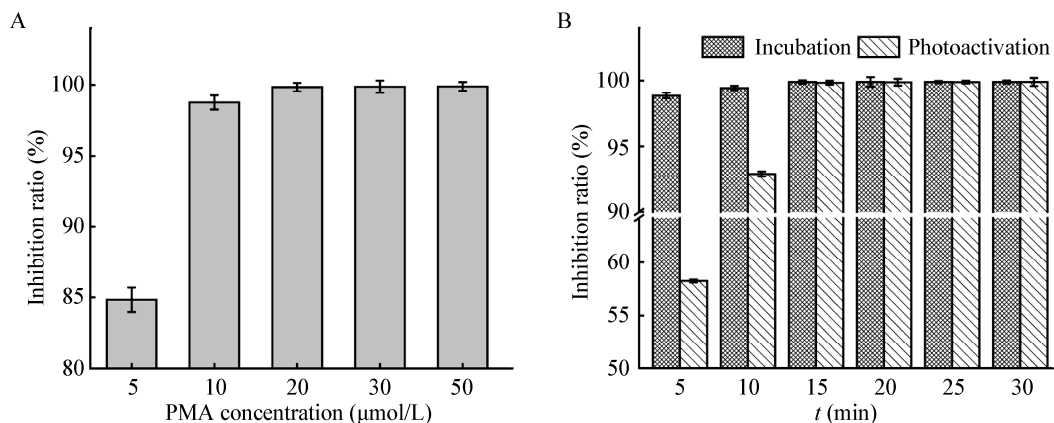 A
Inhibition ratio (%)
100
95
90
85
80
5 10 20 30 50
PMA concentration (μmol/L)
B
Incubation Photoactivation
Inhibition ratio (%)
100
95
90
60
55
50
5 10 15 20 25 30
t (min)